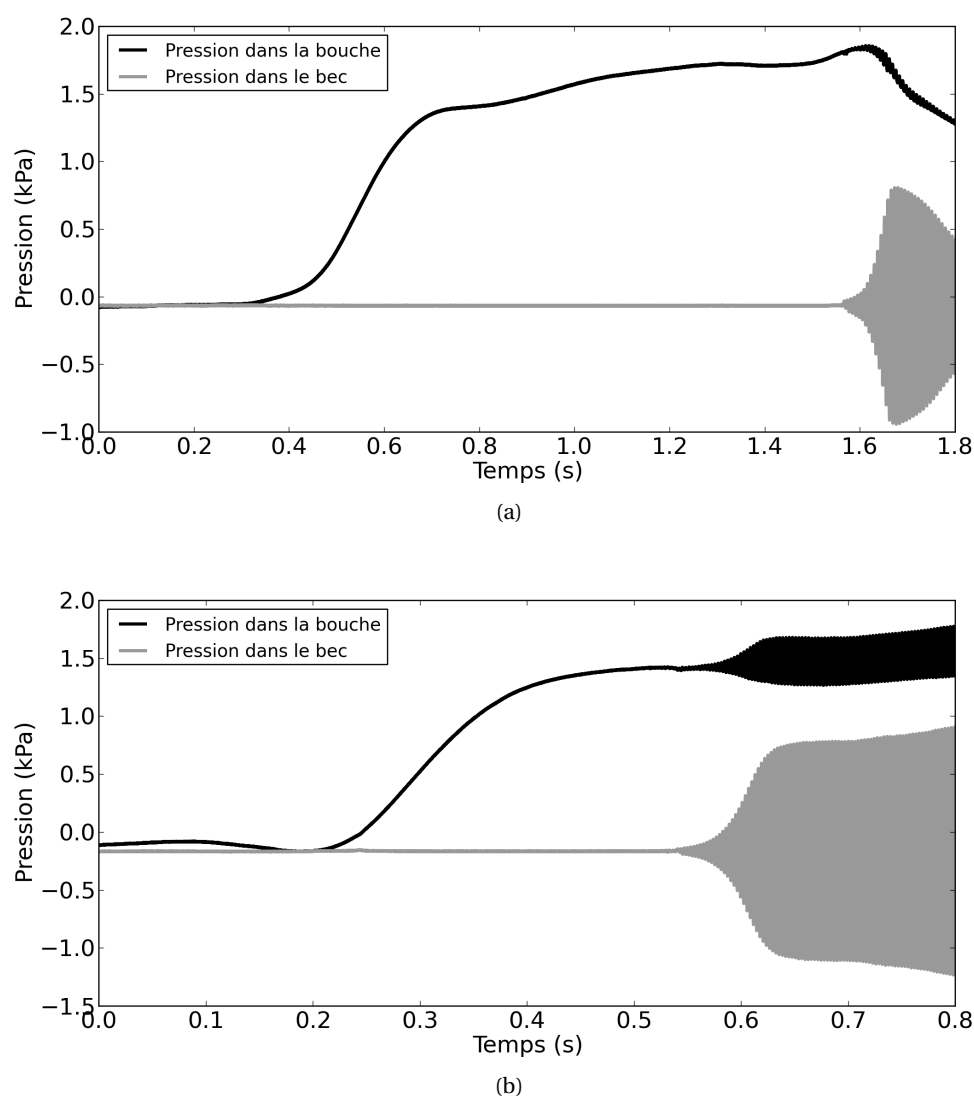 2.0
Pression dans la bouche
Pression dans le bec
1.5
1.0
0.5
0.0
−0.5
−1.0
Pression (kPa)
0.0 0.2 0.4 0.6 0.8 1.0 1.2 1.4 1.6 1.8
Temps (s)
(a)
2.0
Pression dans la bouche
Pression dans le bec
1.5
1.0
0.5
0.0
−0.5
−1.0
−1.5
Pression (kPa)
0.0 0.1 0.2 0.3 0.4 0.5 0.6 0.7 0.8
Temps (s)
(b)